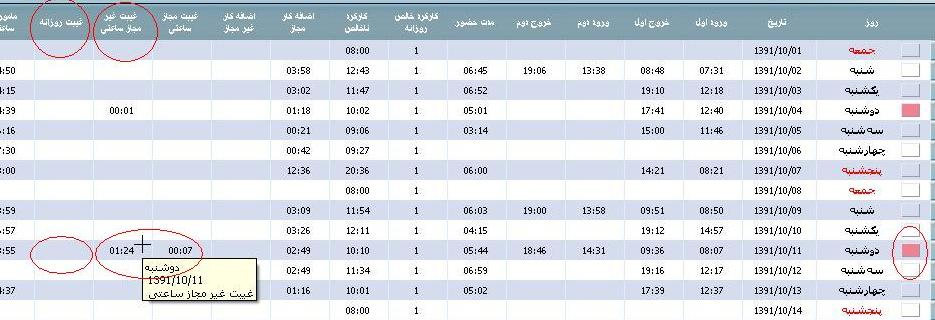 روز تاریخ ورود اول خروج اول ورود دوم خروج دوم مدت حضور کارکرد خالص روزانه کارکرد ناخالص اضافه کار مجاز اضافه کار غیر مجاز غیبت مجاز ساعتی غیبت غیر مجاز ساعتی غیبت روزانه
جمعه 1391/10/01 1 08:00
شنبه 1391/10/02 07:31 08:48 13:38 19:06 06:45 1 12:43 03:58 4:50
یکشنبه 1391/10/03 12:18 19:10 06:52 1 11:47 03:02 4:15
دوشنبه 1391/10/04 12:40 17:41 05:01 1 10:02 01:18 00:01 4:39
سه شنبه 1391/10/05 11:46 15:00 03:14 1 09:06 00:21 :16
چهارشنبه 1391/10/06 1 09:27 00:42 7:30
پنجشنبه 1391/10/07 08:21 14:21 06:00 1 20:36 12:36 :00
جمعه 1391/10/08 1 08:00
شنبه 1391/10/09 08:50 09:51 13:58 19:00 06:03 1 11:54 03:09 :59
یکشنبه 1391/10/10 14:57 19:12 04:15 1 12:11 03:26 :57
دوشنبه 1391/10/11 08:07 09:36 14:31 18:46 05:44 1 10:10 02:49 00:07 01:24 :55
سه شنبه 1391/10/12 12:17 19:16 06:59 1 11:34 02:49
چهارشنبه 1391/10/13 12:37 17:39 05:02 1 10:01 01:16 4:37
پنجشنبه 1391/10/14 1 08:00
دوشنبه
1391/10/11
غیبت غیر مجاز ساعتی